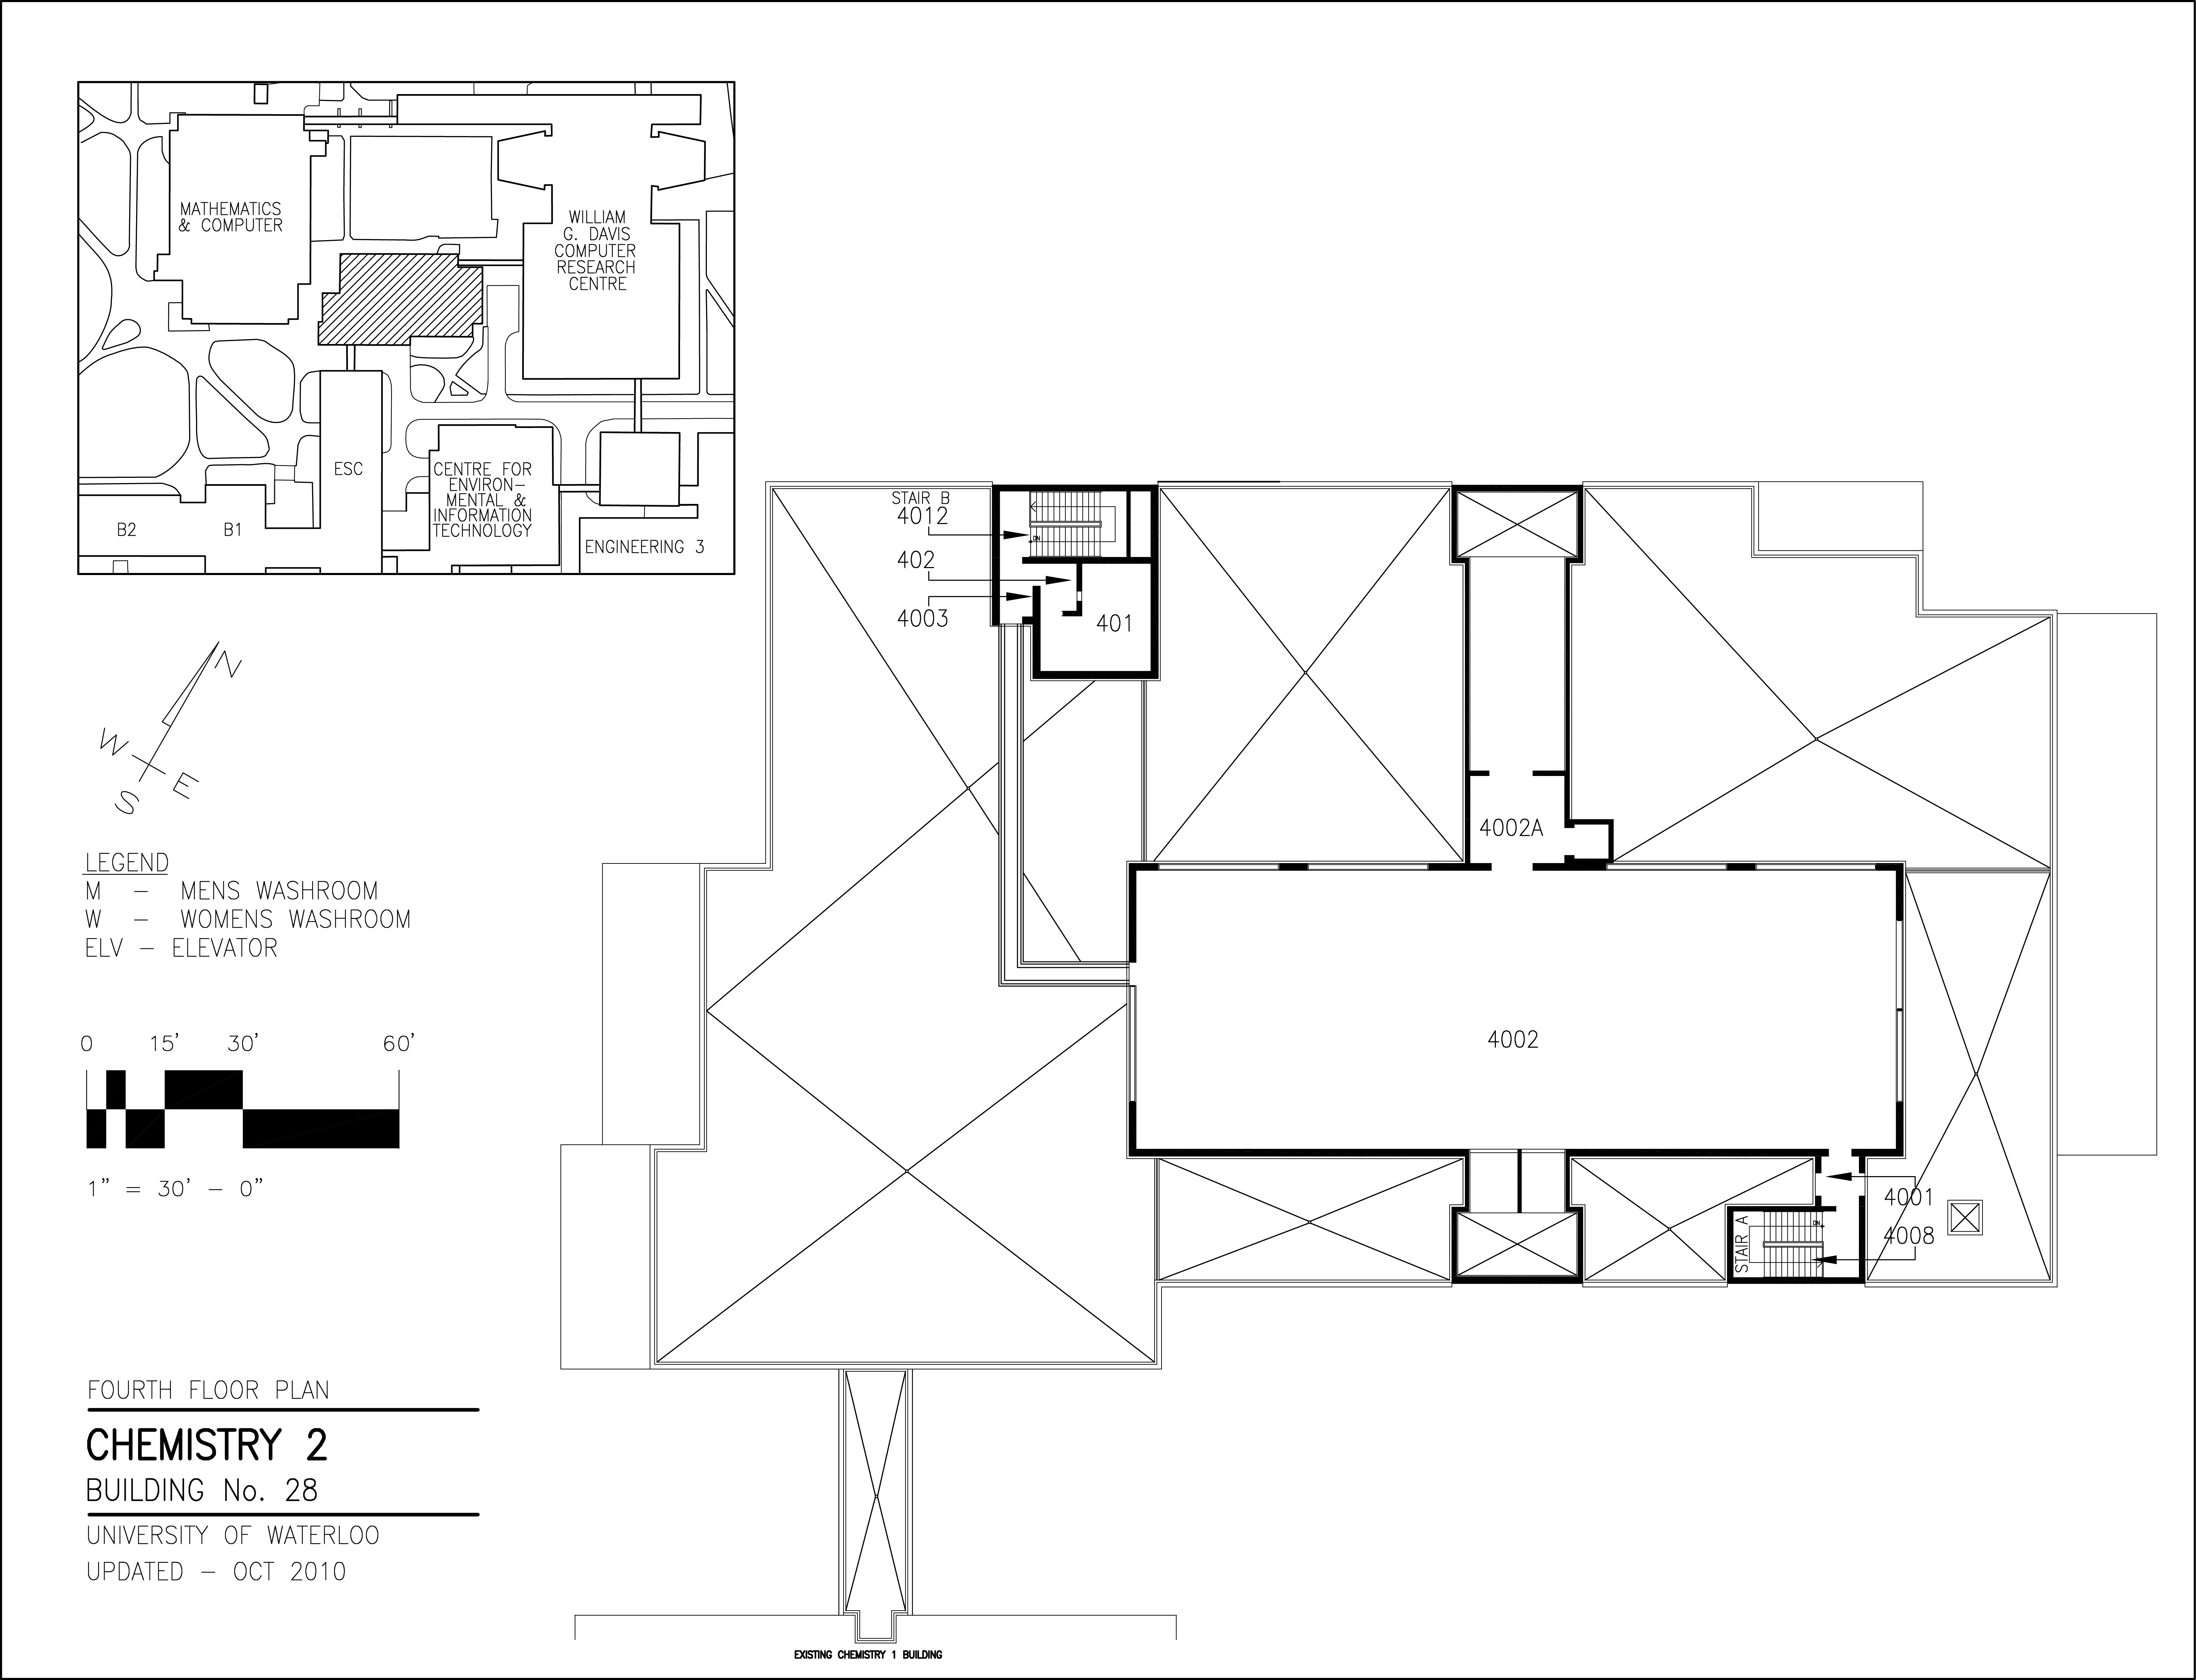 MATHEMATICS
& COMPUTER
WILLIAM
G. DAVIS
COMPUTER
RESEARCH
CENTRE
ESC
CENTRE FOR
ENVIRON-
MENTAL &
INFORMATION
TECHNOLOGY
B2
B1
ENGINEERING 3
N
W
E
S
LEGEND
M - MENS WASHROOM
W - WOMENS WASHROOM
ELV - ELEVATOR
0 15' 30' 60'
1" = 30' - 0"
FOURTH FLOOR PLAN
CHEMISTRY 2
BUILDING No. 28
UNIVERSITY OF WATERLOO
UPDATED - OCT 2010
STAIR B
4012
DN
402
4003
401
4002A
4002
4001
4008
STAIR A
DN
EXISTING CHEMISTRY 1 BUILDING